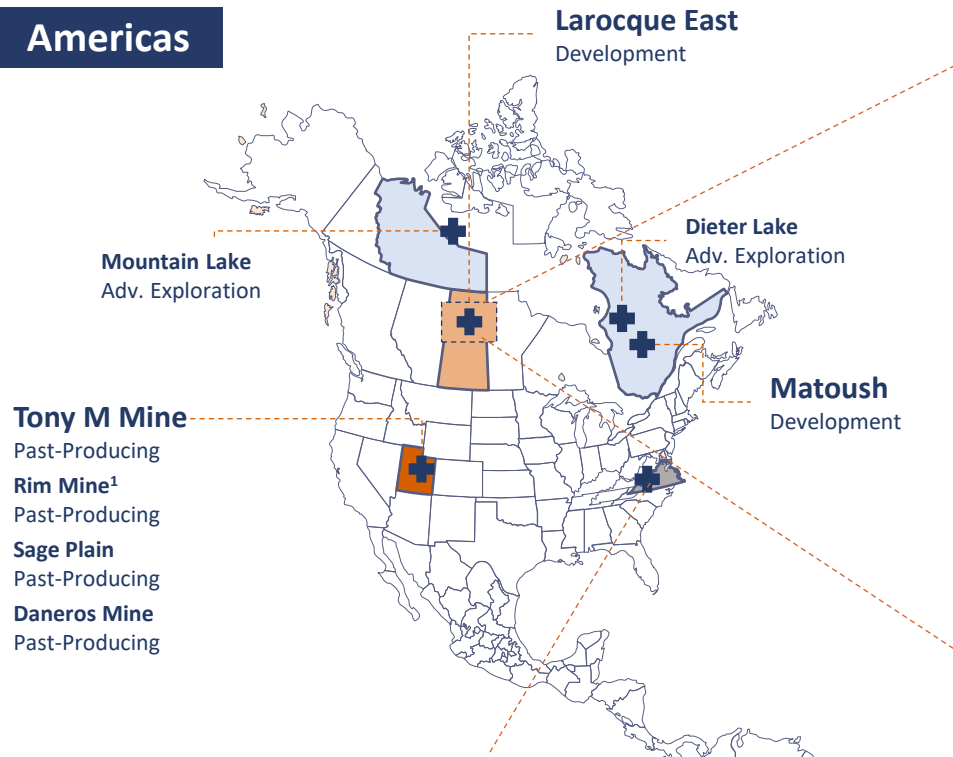 Americas
Larocque East
Development
Dieter Lake
Adv. Exploration
Mountain Lake
Adv. Exploration
Matoush
Development
Tony M Mine
Past-Producing
Rim Mine¹
Past-Producing
Sage Plain
Past-Producing
Daneros Mine
Past-Producing